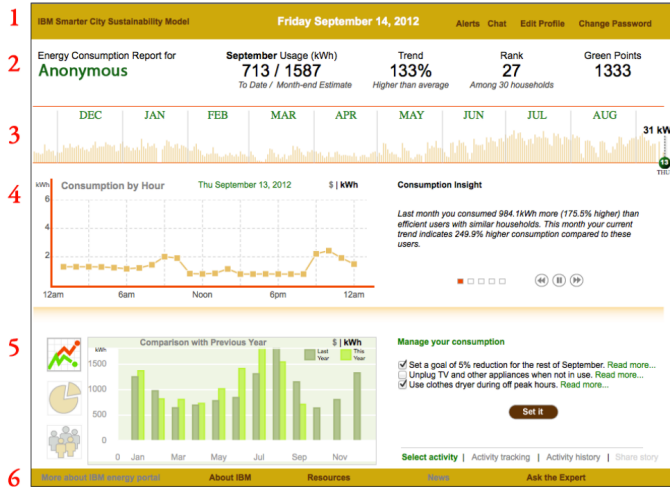 1
IBM Smarter City Sustainability Model
Friday September 14, 2012
Alerts Chat Edit Profile Change Password
2
Energy Consumption Report for
Anonymous
September Usage (kWh)
713 / 1587
To Date / Month-end Estimate
Trend
133%
Higher than average
Rank
27
Among 30 households
Green Points
1333
3
DEC JAN FEB MAR APR MAY JUN JUL AUG
31 kW
13
THU
4
kWh
Consumption by Hour
Thu September 13, 2012
$ | kWh
6
4
2
12am 6am Noon 6pm 12am
Consumption Insight
Last month you consumed 984.1kWh more (175.5% higher) than
efficient users with similar households. This month your current
trend indicates 249.9% higher consumption compared to these
users.
5
Comparison with Previous Year
$ | kWh
kWh
Last Year
This Year
1500
1000
500
0
0 Jan Mar May Jul Sep Nov
Manage your consumption
Set a goal of 5% reduction for the rest of September. Read more...
Unplug TV and other appliances when not in use. Read more...
Use clothes dryer during off peak hours. Read more...
Set it
Select activity | Activity tracking | Activity history | Share story
6
More about IBM energy portal About IBM Resources News Ask the Expert